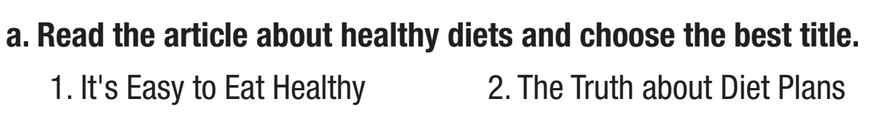 a. Read the article about healthy diets and choose the best title.
1. It's Easy to Eat Healthy 2. The Truth about Diet Plans